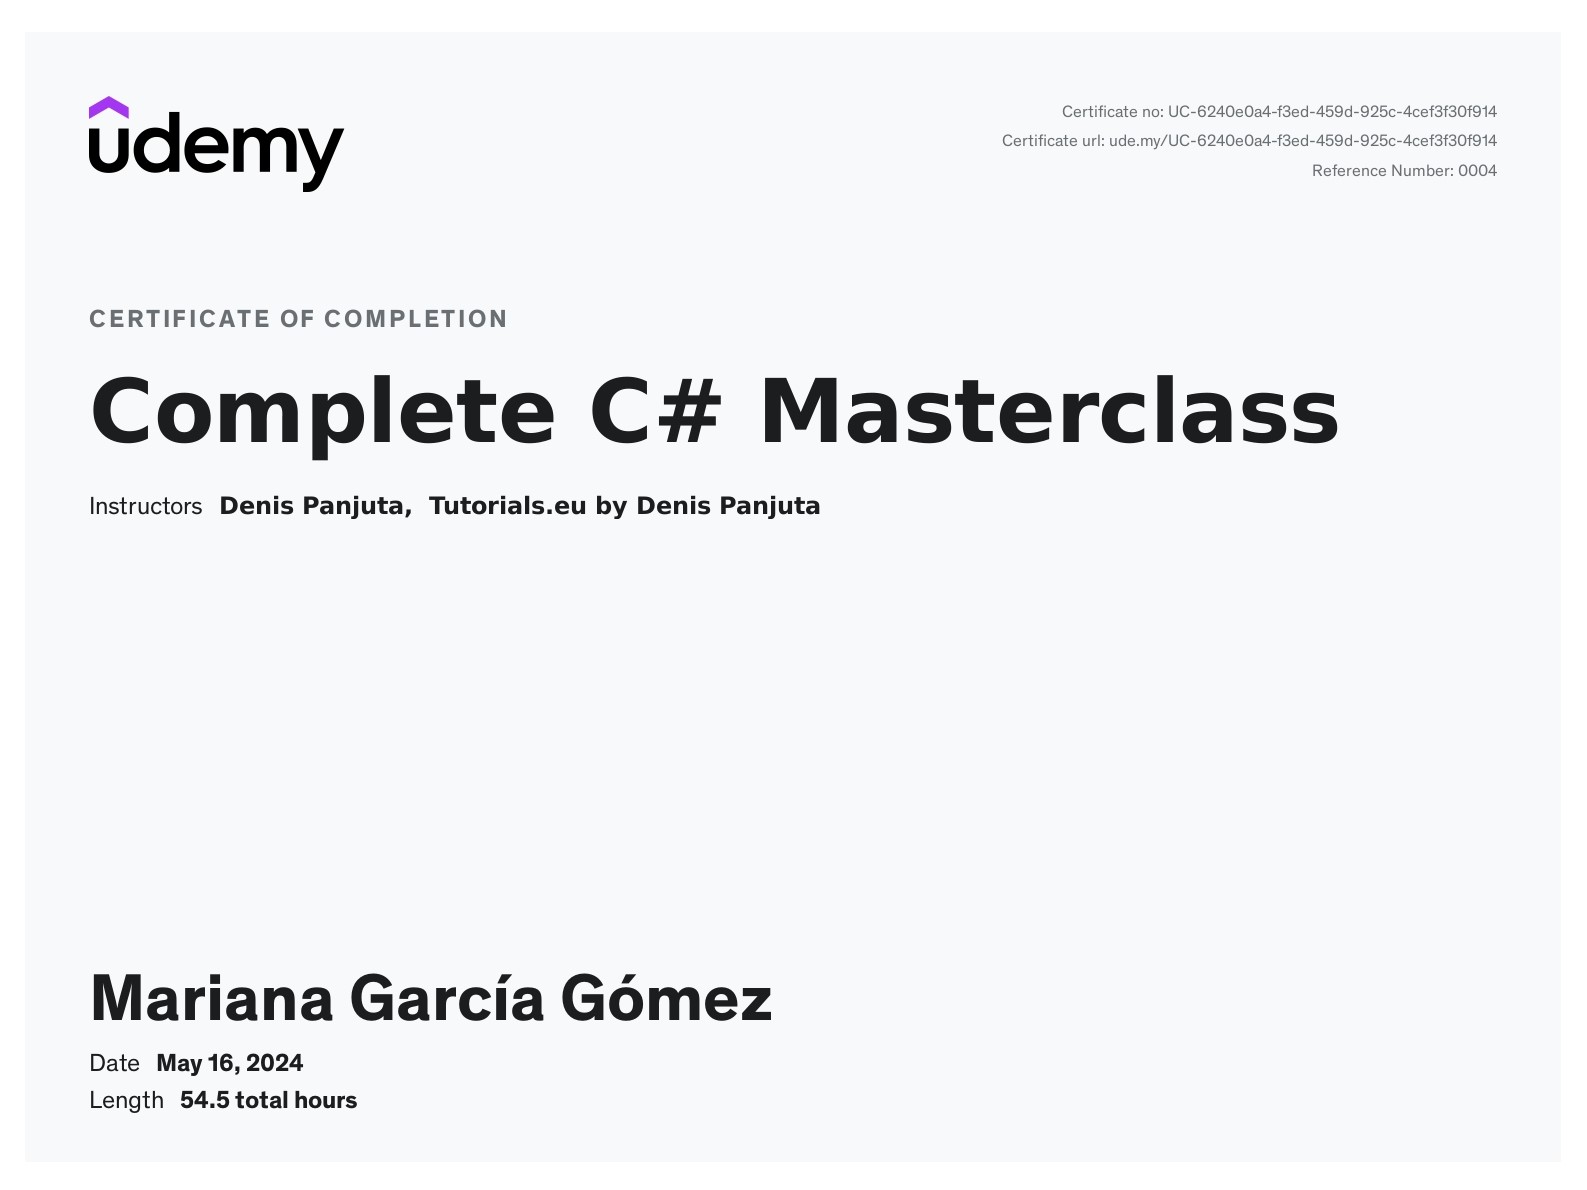 udemy
Certificate no: UC-6240e0a4-f3ed-459d-925c-4cef3f30f914
Certificate url: ude.my/UC-6240e0a4-f3ed-459d-925c-4cef3f30f914
Reference Number: 0004
CERTIFICATE OF COMPLETION
Complete C# Masterclass
Instructors Denis Panjuta, Tutorials.eu by Denis Panjuta
Mariana García Gómez
Date May 16, 2024
Length 54.5 total hours